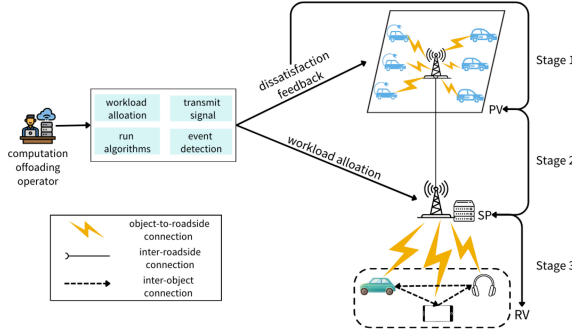 dissatisfaction
feedback
Stage 1
workload
alloation
transmit
signal
run
algorithms
event
detection
computation
offoading
operator
PV
workload alloation
Stage 2
SP
object-to-roadside
connection
inter-roadside
connection
inter-object
connection
Stage 3
RV